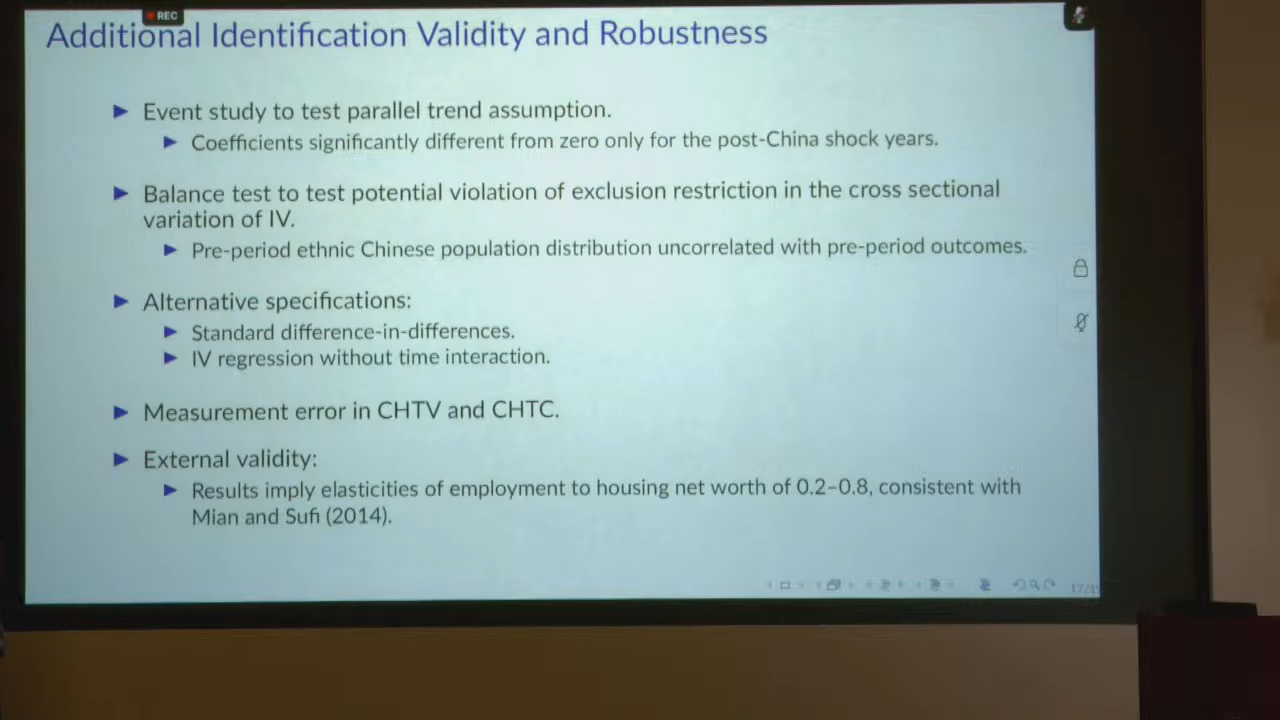 REC
Additional Identification Validity and Robustness
Event study to test parallel trend assumption.
Coefficients significantly different from zero only for the post-China shock years.
Balance test to test potential violation of exclusion restriction in the cross sectional
variation of IV.
Pre-period ethnic Chinese population distribution uncorrelated with pre-period outcomes.
Alternative specifications:
Standard difference-in-differences.
IV regression without time interaction.
Measurement error in CHTV and CHTC.
External validity:
Results imply elasticities of employment to housing net worth of 0.2–0.8, consistent with
Mian and Sufi (2014).